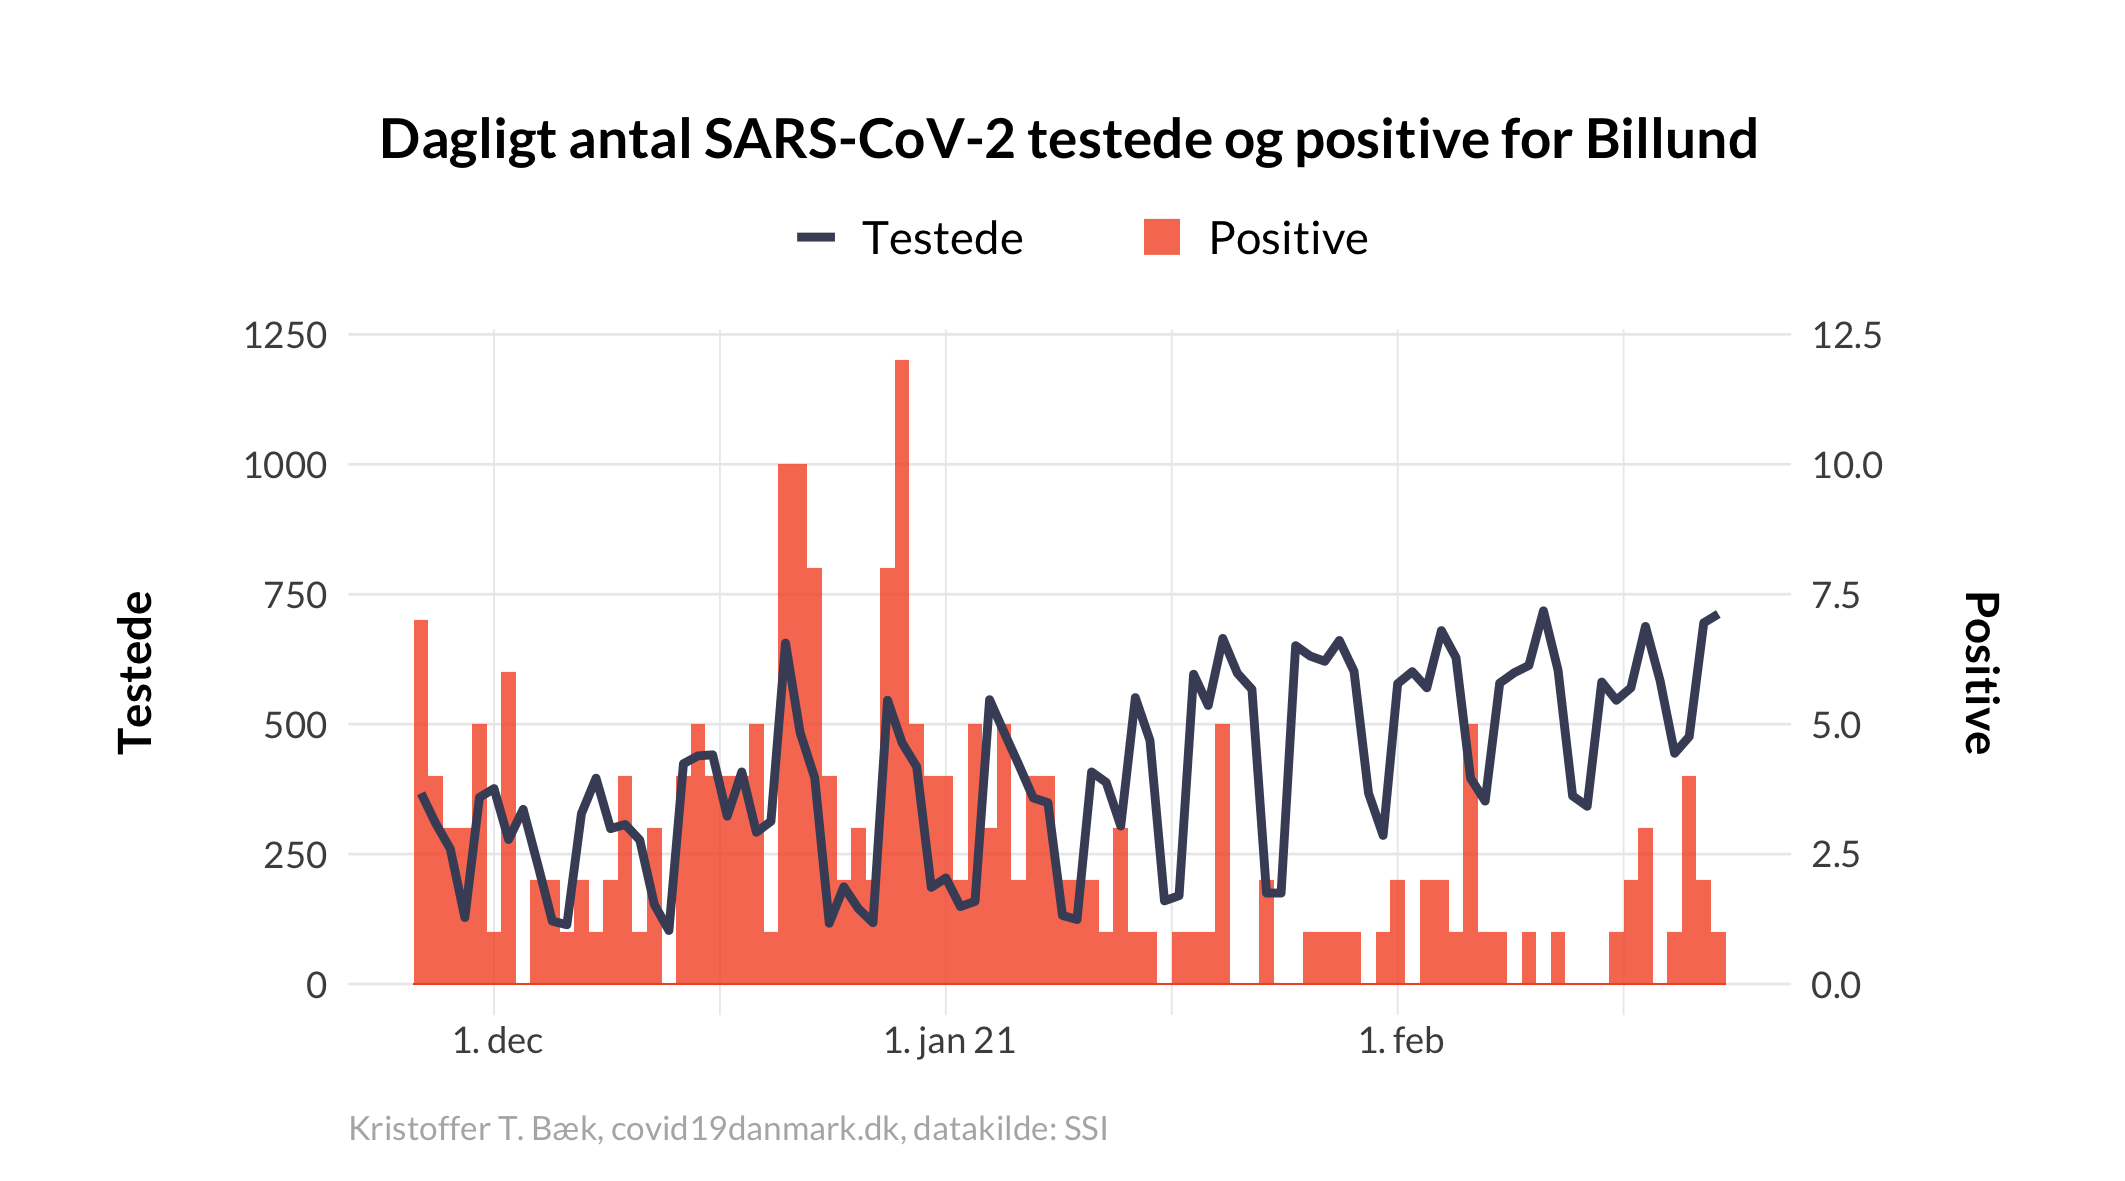 Dagligt antal SARS-CoV-2 testede og positive for Billund
Testede Positive
1250 12.5
1000 10.0
750 7.5
500 5.0
250 2.5
0 0.0
Testede
Positive
1. dec 1. jan 21 1. feb
Kristoffer T. Bæk, covid19danmark.dk, datakilde: SSI